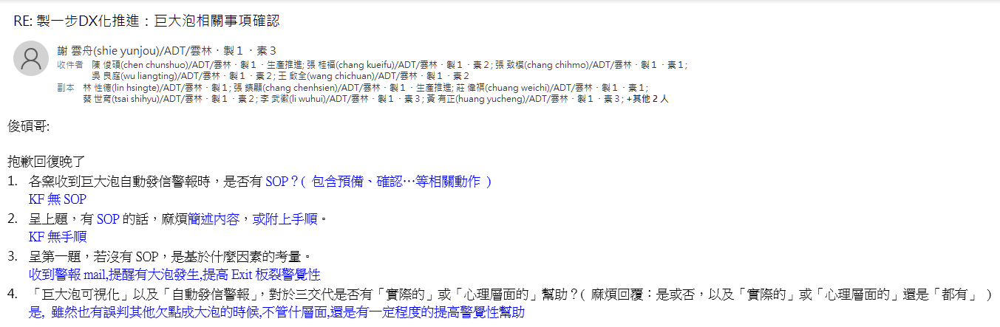 RE: 製一步DX化推進：巨大泡相關事項確認
謝 雲舟(shie yunjou)/ADT/雲林．製１．素３
收件者 陳 俊碩(chen chunshuo)/ADT/雲林．製１．生產推進; 張 桂福(chang kueifu)/ADT/雲林．製１．素２; 張 致模(chang chihmo)/ADT/雲林．製１．素１;
吳 良庭(wu liangting)/ADT/雲林．製１．素２; 王 啟全(wang chichuan)/ADT/雲林．製１．素２
副本 林 性德(lin hsingte)/ADT/雲林．製１; 張 鎮顯(chang chenhsien)/ADT/雲林．製１．生產推進; 莊 偉祺(chuang weichi)/ADT/雲林．製１．素１;
蔡 世育(tsai shihyu)/ADT/雲林．製１．素２; 李 武徽(li wuhui)/ADT/雲林．製１．素３; 黃 有正(huang yucheng)/ADT/雲林．製１．素３; +其他 2 人
俊碩哥:
抱歉回復晚了
1. 各窯收到巨大泡自動發信警報時，是否有 SOP？( 包含預備、確認…等相關動作 )
KF 無 SOP
2. 呈上題，有 SOP 的話，麻煩簡述內容，或附上手順。
KF 無手順
3. 呈第一題，若沒有 SOP，是基於什麼因素的考量。
收到警報 mail,提醒有大泡發生,提高 Exit 板裂警覺性
4. 「巨大泡可視化」以及「自動發信警報」，對於三交代是否有「實際的」或「心理層面的」幫助？( 麻煩回覆：是或否，以及「實際的」或「心理層面的」還是「都有」 )
是, 雖然也有誤判其他欠點成大泡的時候,不管什層面,還是有一定程度的提高警覺性幫助